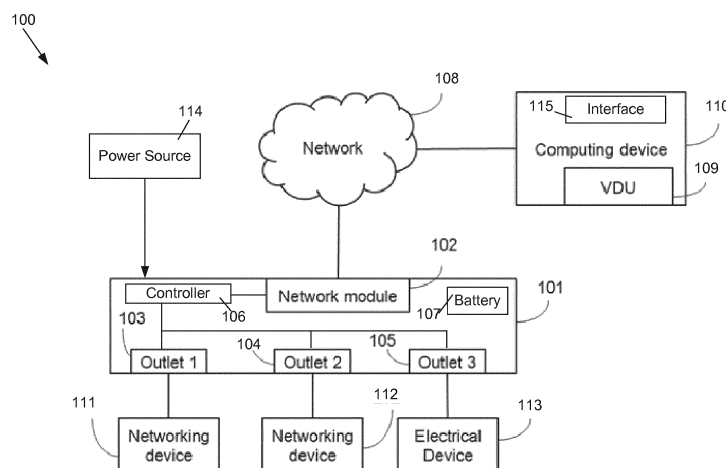 100
108
115
Interface
110
114
Power Source
Network
Computing device
VDU
109
102
Controller
Network module
106
107
Battery
101
103
104
105
Outlet 1
Outlet 2
Outlet 3
111
112
113
Networking
device
Networking
device
Electrical
Device